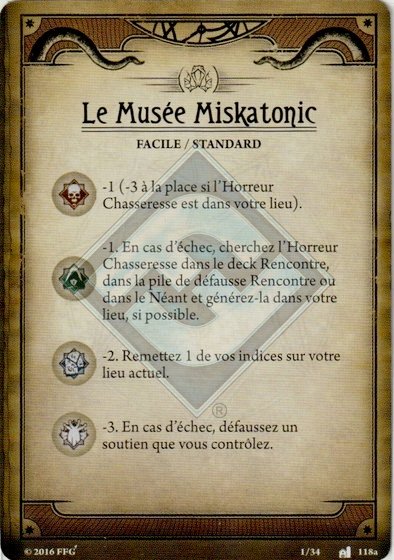 Le Musée Miskatonic
FACILE / STANDARD
-1 (-3 à la place si l'Horreur
Chasseresse est dans votre lieu).
-1. En cas d'échec, cherchez l'Horreur
Chasseresse dans le deck Rencontre,
dans la pile de défausse Rencontre ou
dans le Néant et générez-la dans votre
lieu, si possible.
-2. Remettez 1 de vos indices sur votre
lieu actuel.
®
-3. En cas d'échec, défaussez un
soutien que vous contrôlez.
© 2016 FFG
1/34
118a